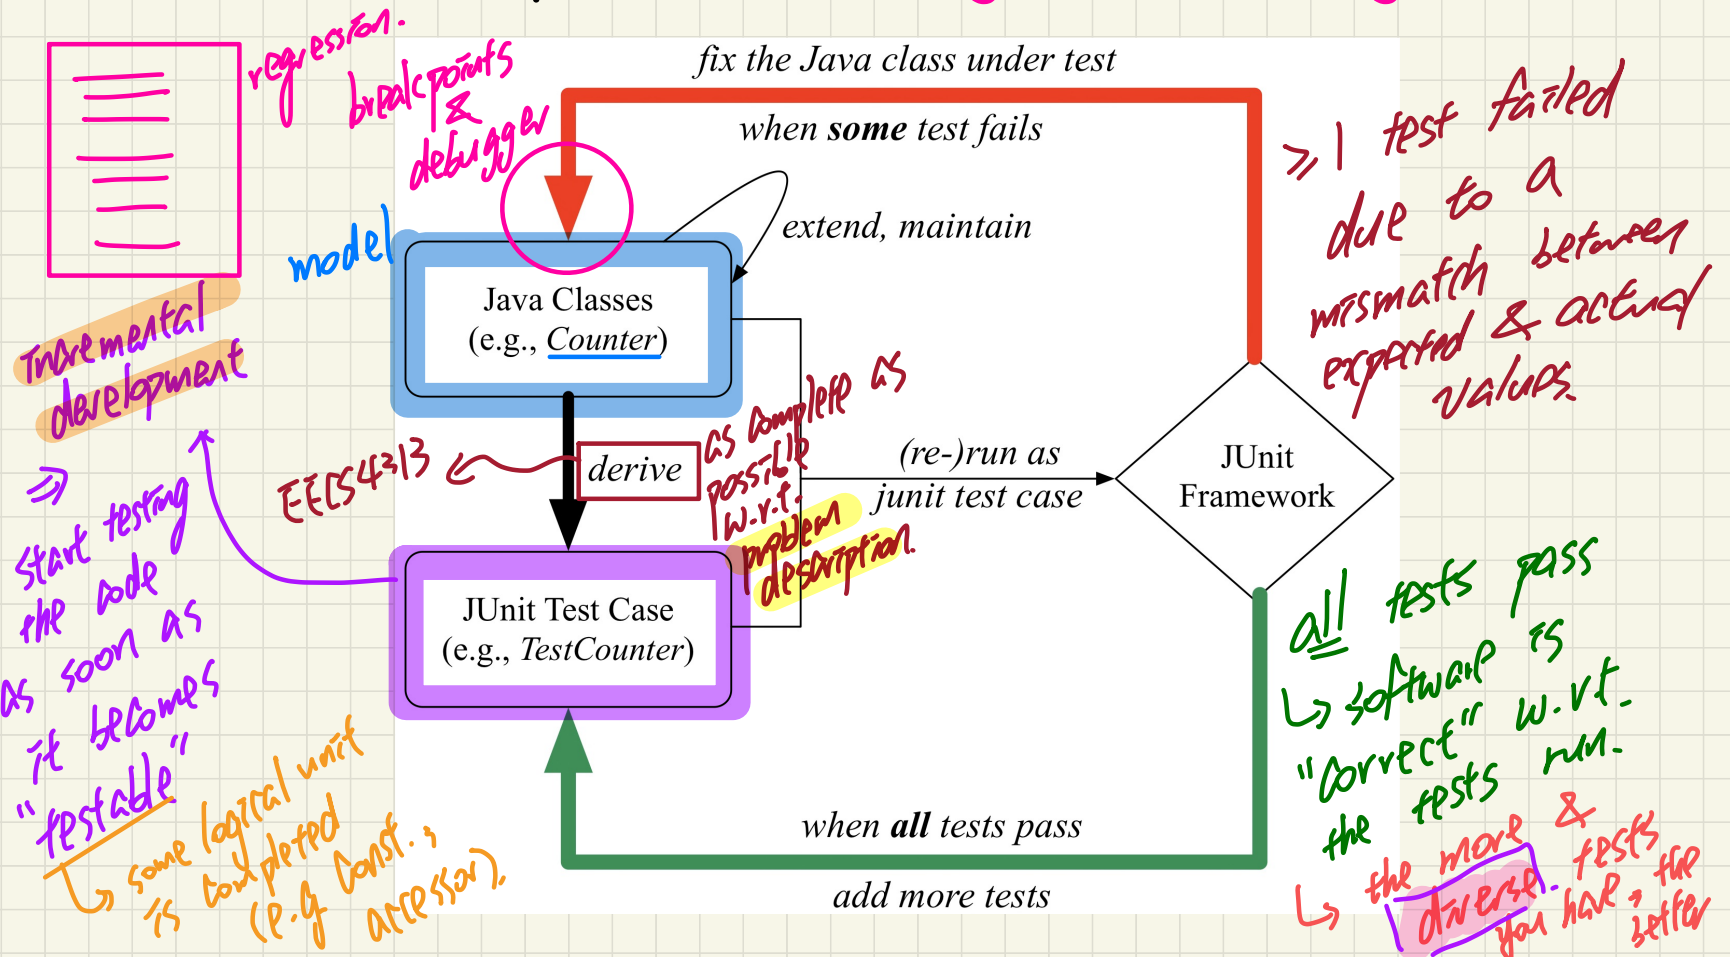 regression.
breakpoints
&
debugger
fix the Java class under test
when some test fails
≥ 1 test failed
due to a
mismatch between
expected & actual
values.
extend, maintain
model
Java Classes
(e.g., Counter)
Incremental
development
EECS4313
derive
as complete as
possible
w.r.t.
problem
description.
(re-)run as
junit test case
JUnit
Framework
⇒
start testing
the code
as soon as
it becomes
"testable"
↳ some logical unit
is completed
(e.g. const.,
accessor).
JUnit Test Case
(e.g., TestCounter)
all tests pass
↳ software is
"correct" w.r.t.
the tests run.
↳ the more &
diverse tests
you have, the
better
when all tests pass
add more tests